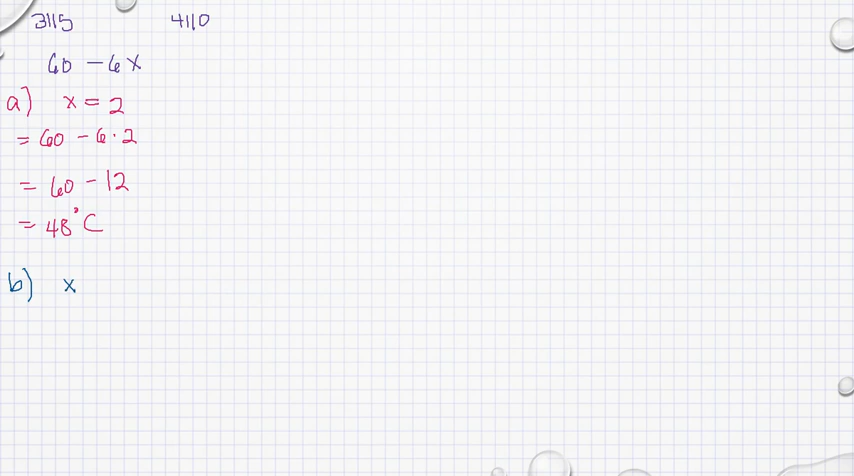 3115 4110
60 - 6x
a) x = 2
= 60 - 6 · 2
= 60 - 12
= 48°C
b) x